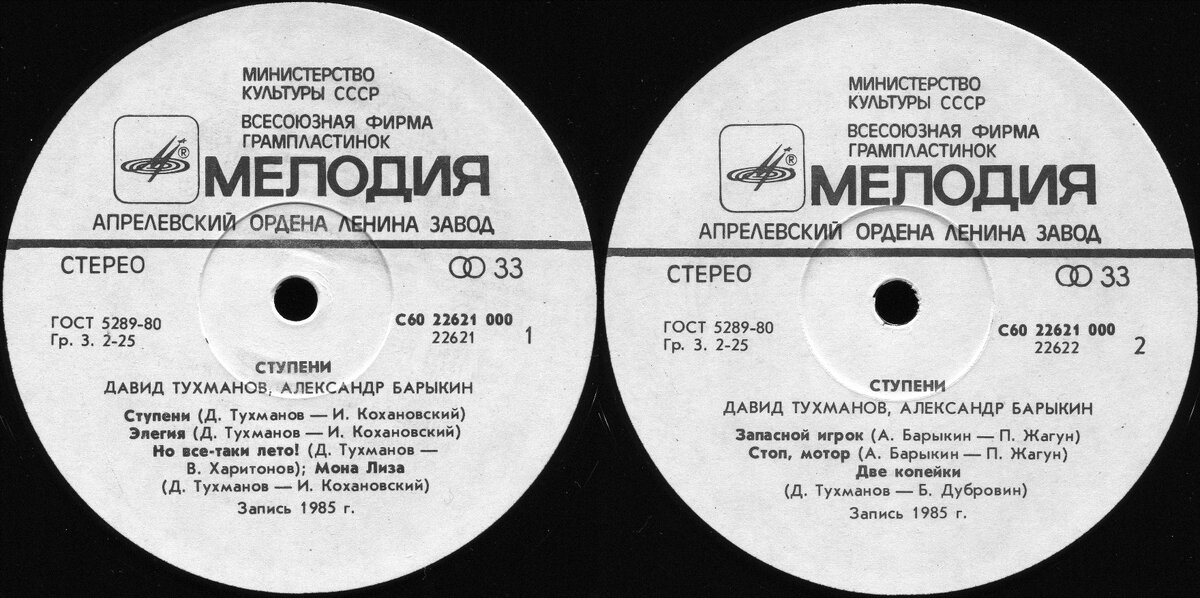 МИНИСТЕРСТВО
КУЛЬТУРЫ СССР
ВСЕСОЮЗНАЯ ФИРМА
ГРАМПЛАСТИНОК
®
МЕЛОДИЯ
АПРЕЛЕВСКИЙ ОРДЕНА ЛЕНИНА ЗАВОД
СТЕРЕО
33
ГОСТ 5289-80
Гр. 3. 2-25
С60 22621 000
22621
1
СТУПЕНИ
ДАВИД ТУХМАНОВ, АЛЕКСАНДР БАРЫКИН
Ступени (Д. Тухманов — И. Кохановский)
Элегия (Д. Тухманов — И. Кохановский)
Но все-таки лето! (Д. Тухманов —
В. Харитонов); Мона Лиза
(Д. Тухманов — И. Кохановский)
Запись 1985 г.
МИНИСТЕРСТВО
КУЛЬТУРЫ СССР
ВСЕСОЮЗНАЯ ФИРМА
ГРАМПЛАСТИНОК
®
МЕЛОДИЯ
АПРЕЛЕВСКИЙ ОРДЕНА ЛЕНИНА ЗАВОД
СТЕРЕО
33
ГОСТ 5289-80
Гр. 3. 2-25
С60 22621 000
22622
2
СТУПЕНИ
ДАВИД ТУХМАНОВ, АЛЕКСАНДР БАРЫКИН
Запасной игрок (А. Барыкин — П. Жагун)
Стоп, мотор (А. Барыкин — П. Жагун)
Две копейки
(Д. Тухманов — Б. Дубровин)
Запись 1985 г.